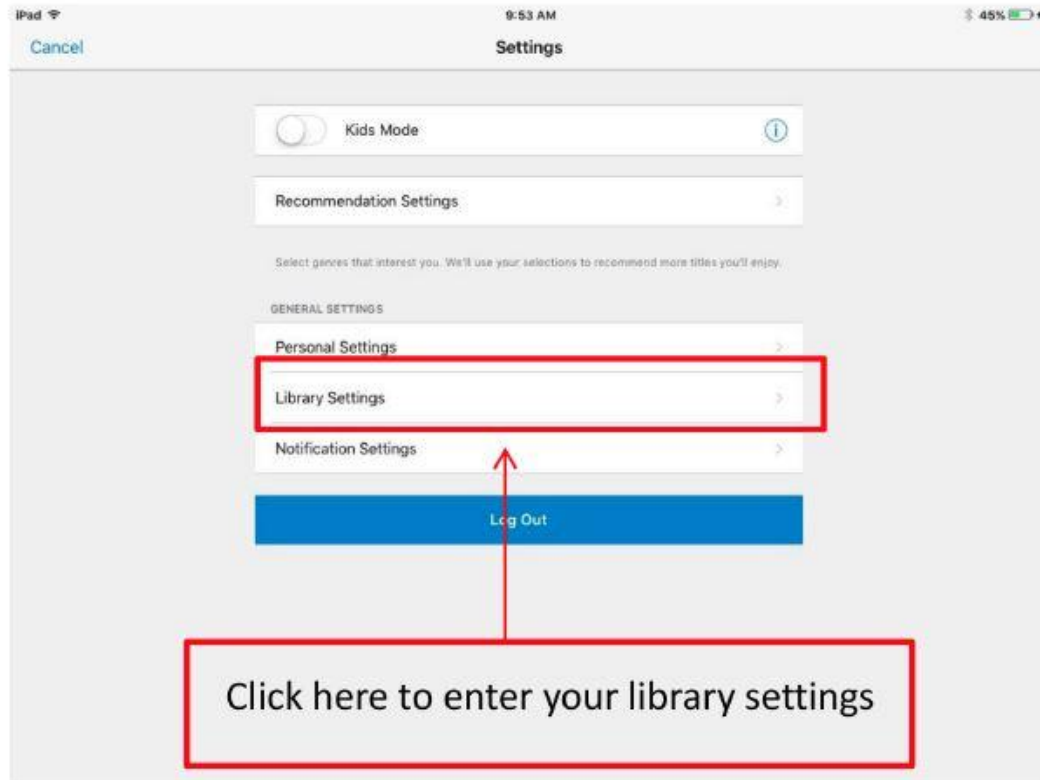 iPad 9:53 AM 45%
Cancel Settings
Kids Mode
Recommendation Settings
Select genres that interest you. We'll use your selections to recommend more titles you'll enjoy.
GENERAL SETTINGS
Personal Settings
Library Settings
Notification Settings
Log Out
Click here to enter your library settings